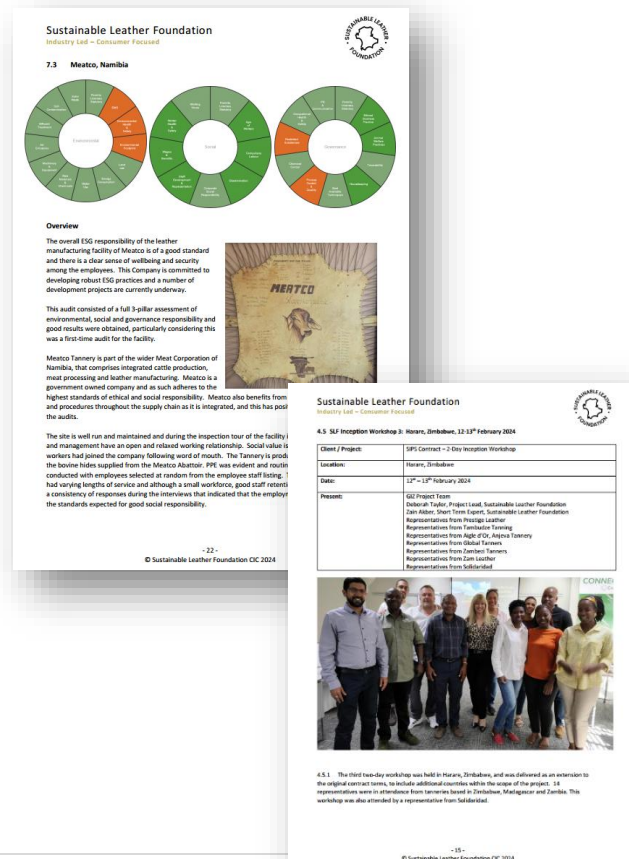 Sustainable Leather Foundation
Industry Led – Consumer Focused
SUSTAINABLE LEATHER FOUNDATION
7.3 Meatco, Namibia
Environmental
Social
Governance
Overview
The overall ESG responsibility of the leather
manufacturing facility of Meatco is of a good standard
and there is a clear sense of wellbeing and security
among the employees. This Company is committed to
developing robust ESG practices and a number of
development projects are currently underway.
This audit consisted of a full 3-pillar assessment of
environmental, social and governance responsibility and
good results were obtained, particularly considering this
was a first-time audit for the facility.
Meatco Tannery is part of the wider Meat Corporation of
Namibia, that comprises integrated cattle production,
meat processing and leather manufacturing. Meatco is a
government owned company and as such adheres to the
highest standards of ethical and social responsibility. Meatco also benefits from
and procedures throughout the supply chain as it is integrated, and this has
the audits.
The site is well run and maintained and during the inspection tour of the facility
and management have an open and relaxed working relationship. Social value is
workers had joined the company following word of mouth. The Tannery is
the bovine hides supplied from the Meatco Abattoir. PPE was evident and
conducted with employees selected at random from the employee staff listing.
had varying lengths of service and although a small workforce, good staff
a consistency of responses during the interviews that indicated that the
the standards expected for good social responsibility.
MEATCO
- 22 -
© Sustainable Leather Foundation CIC 2024
Sustainable Leather Foundation
Industry Led – Consumer Focused
SUSTAINABLE LEATHER FOUNDATION
4.5 SLF Inception Workshop 3: Harare, Zimbabwe, 12-13th February 2024
Client / Project: SIPS Contract – 2-Day Inception Workshop
Location: Harare, Zimbabwe
Date: 12th – 13th February 2024
Present: GIZ Project Team
Deborah Taylor, Project Lead, Sustainable Leather Foundation
Zain Akber, Short Term Expert, Sustainable Leather Foundation
Representatives from Prestige Leather
Representatives from Tambudze Tanning
Representatives from Aigle d'Or, Anjeva Tannery
Representatives from Global Tanners
Representatives from Zambezi Tanners
Representatives from Zam Leather
Representatives from Solidaridad
4.5.1 The third two-day workshop was held in Harare, Zimbabwe, and was delivered as an extension to
the original contract terms, to include additional countries within the scope of the project. 14
representatives were in attendance from tanneries based in Zimbabwe, Madagascar and Zambia. This
workshop was also attended by a representative from Solidaridad.
- 15 -
© Sustainable Leather Foundation CIC 2024